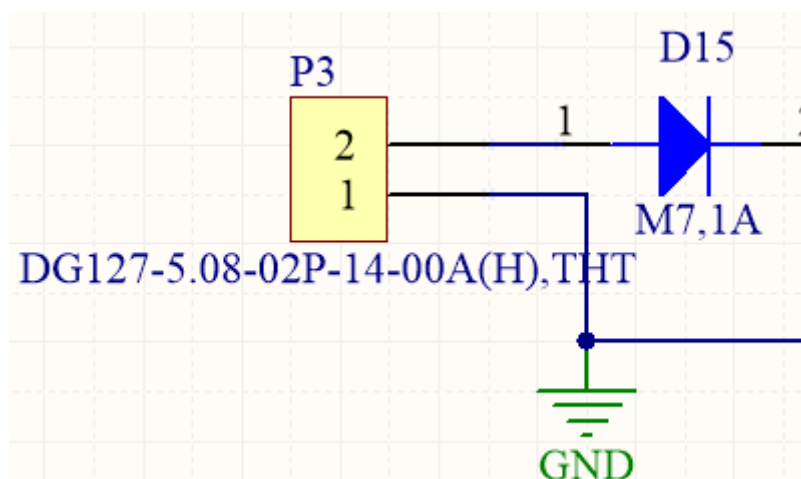 D15
P3
1
2
1
M7,1A
DG127-5.08-02P-14-00A(H),THT
GND